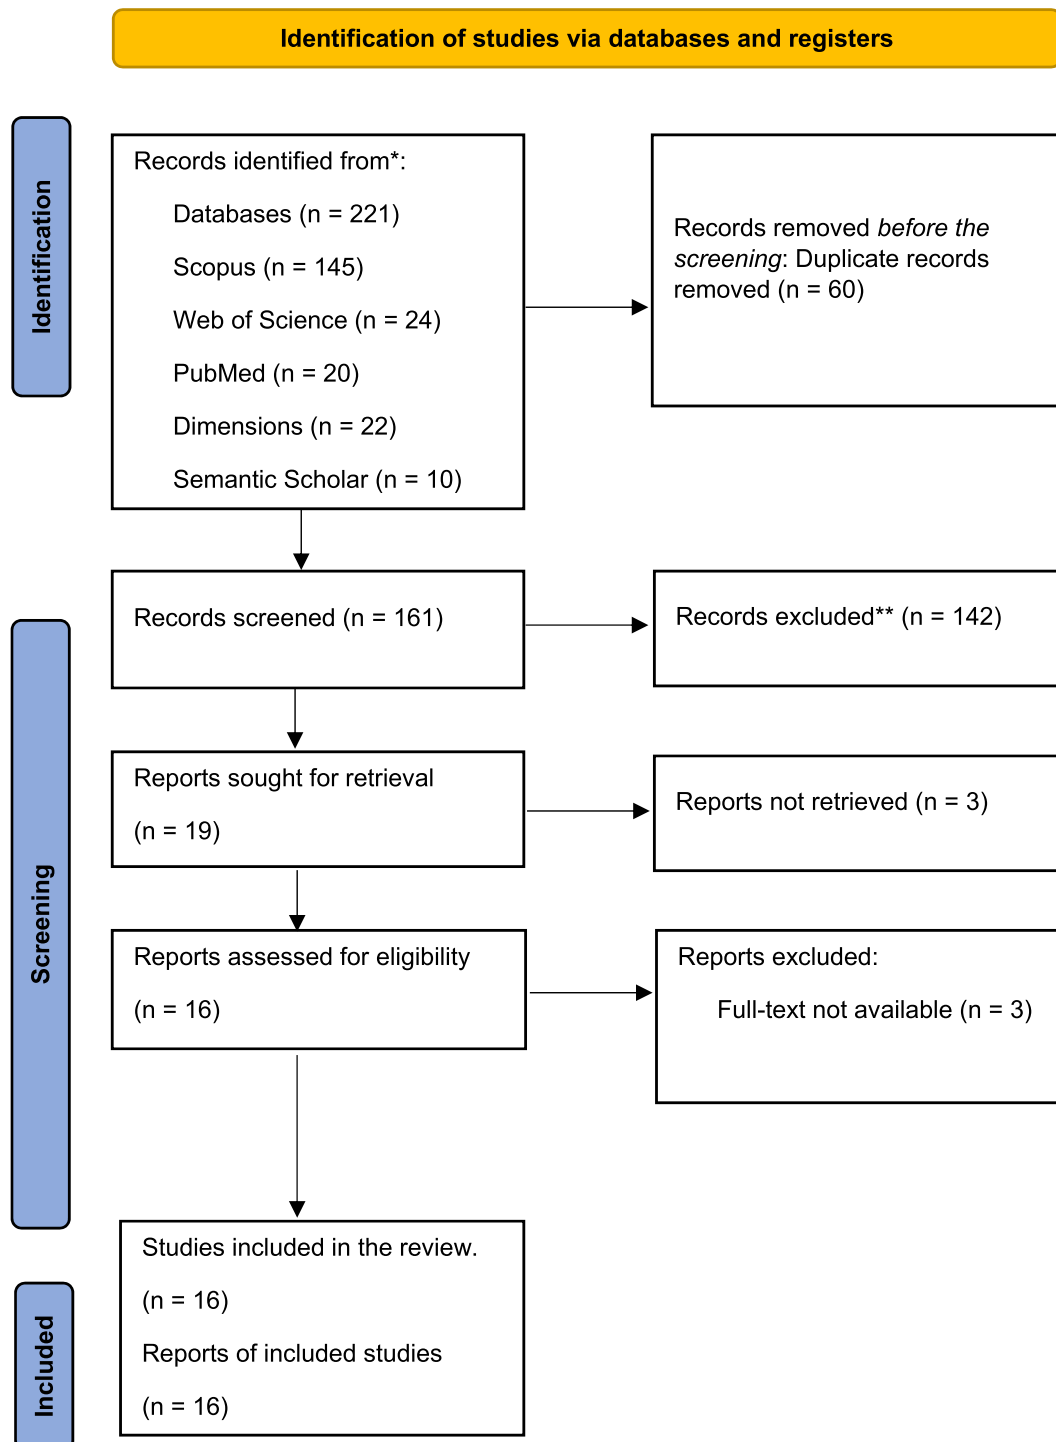 Identification of studies via databases and registers
Identification
Records identified from*:
Databases (n = 221)
Scopus (n = 145)
Web of Science (n = 24)
PubMed (n = 20)
Dimensions (n = 22)
Semantic Scholar (n = 10)
Records removed before the
screening: Duplicate records
removed (n = 60)
Screening
Records screened (n = 161)
Records excluded** (n = 142)
Reports sought for retrieval
(n = 19)
Reports not retrieved (n = 3)
Reports assessed for eligibility
(n = 16)
Reports excluded:
Full-text not available (n = 3)
Included
Studies included in the review.
(n = 16)
Reports of included studies
(n = 16)